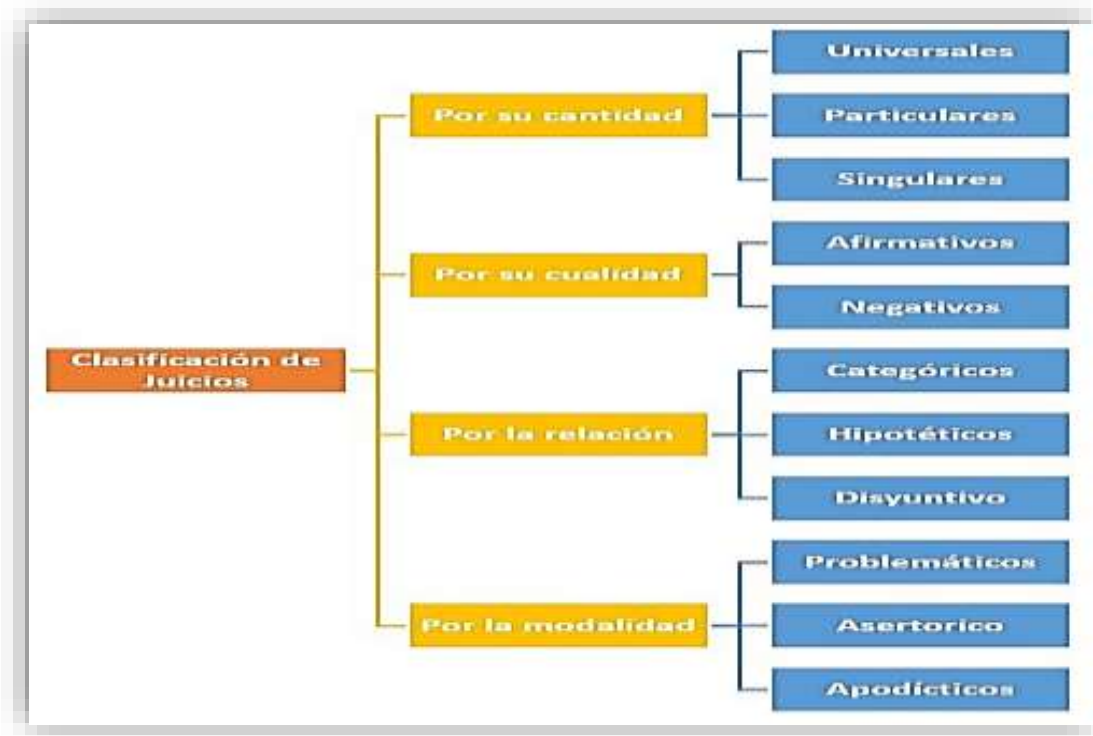 Clasificación de
Juicios
Por su cantidad
Universales
Particulares
Singulares
Por su cualidad
Afirmativos
Negativos
Por la relación
Categóricos
Hipotéticos
Disyuntivo
Por la modalidad
Problemáticos
Asertorico
Apodícticos